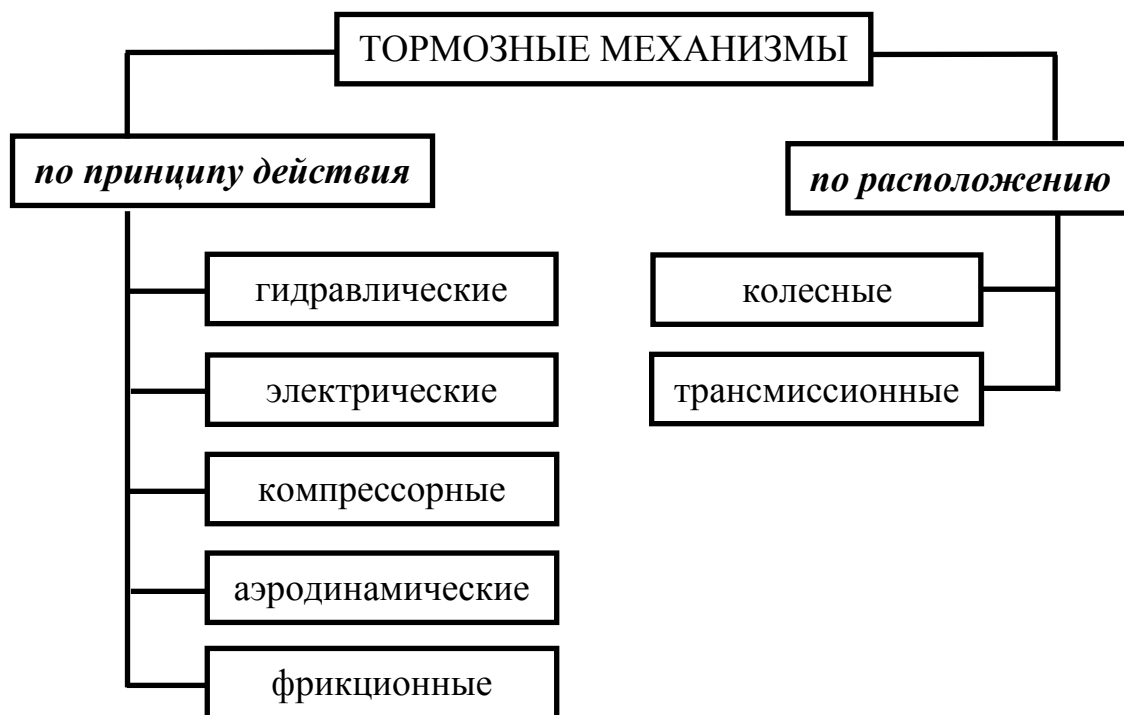 ТОРМОЗНЫЕ МЕХАНИЗМЫ
по принципу действия
гидравлические
электрические
компрессорные
аэродинамические
фрикционные
по расположению
колесные
трансмиссионные